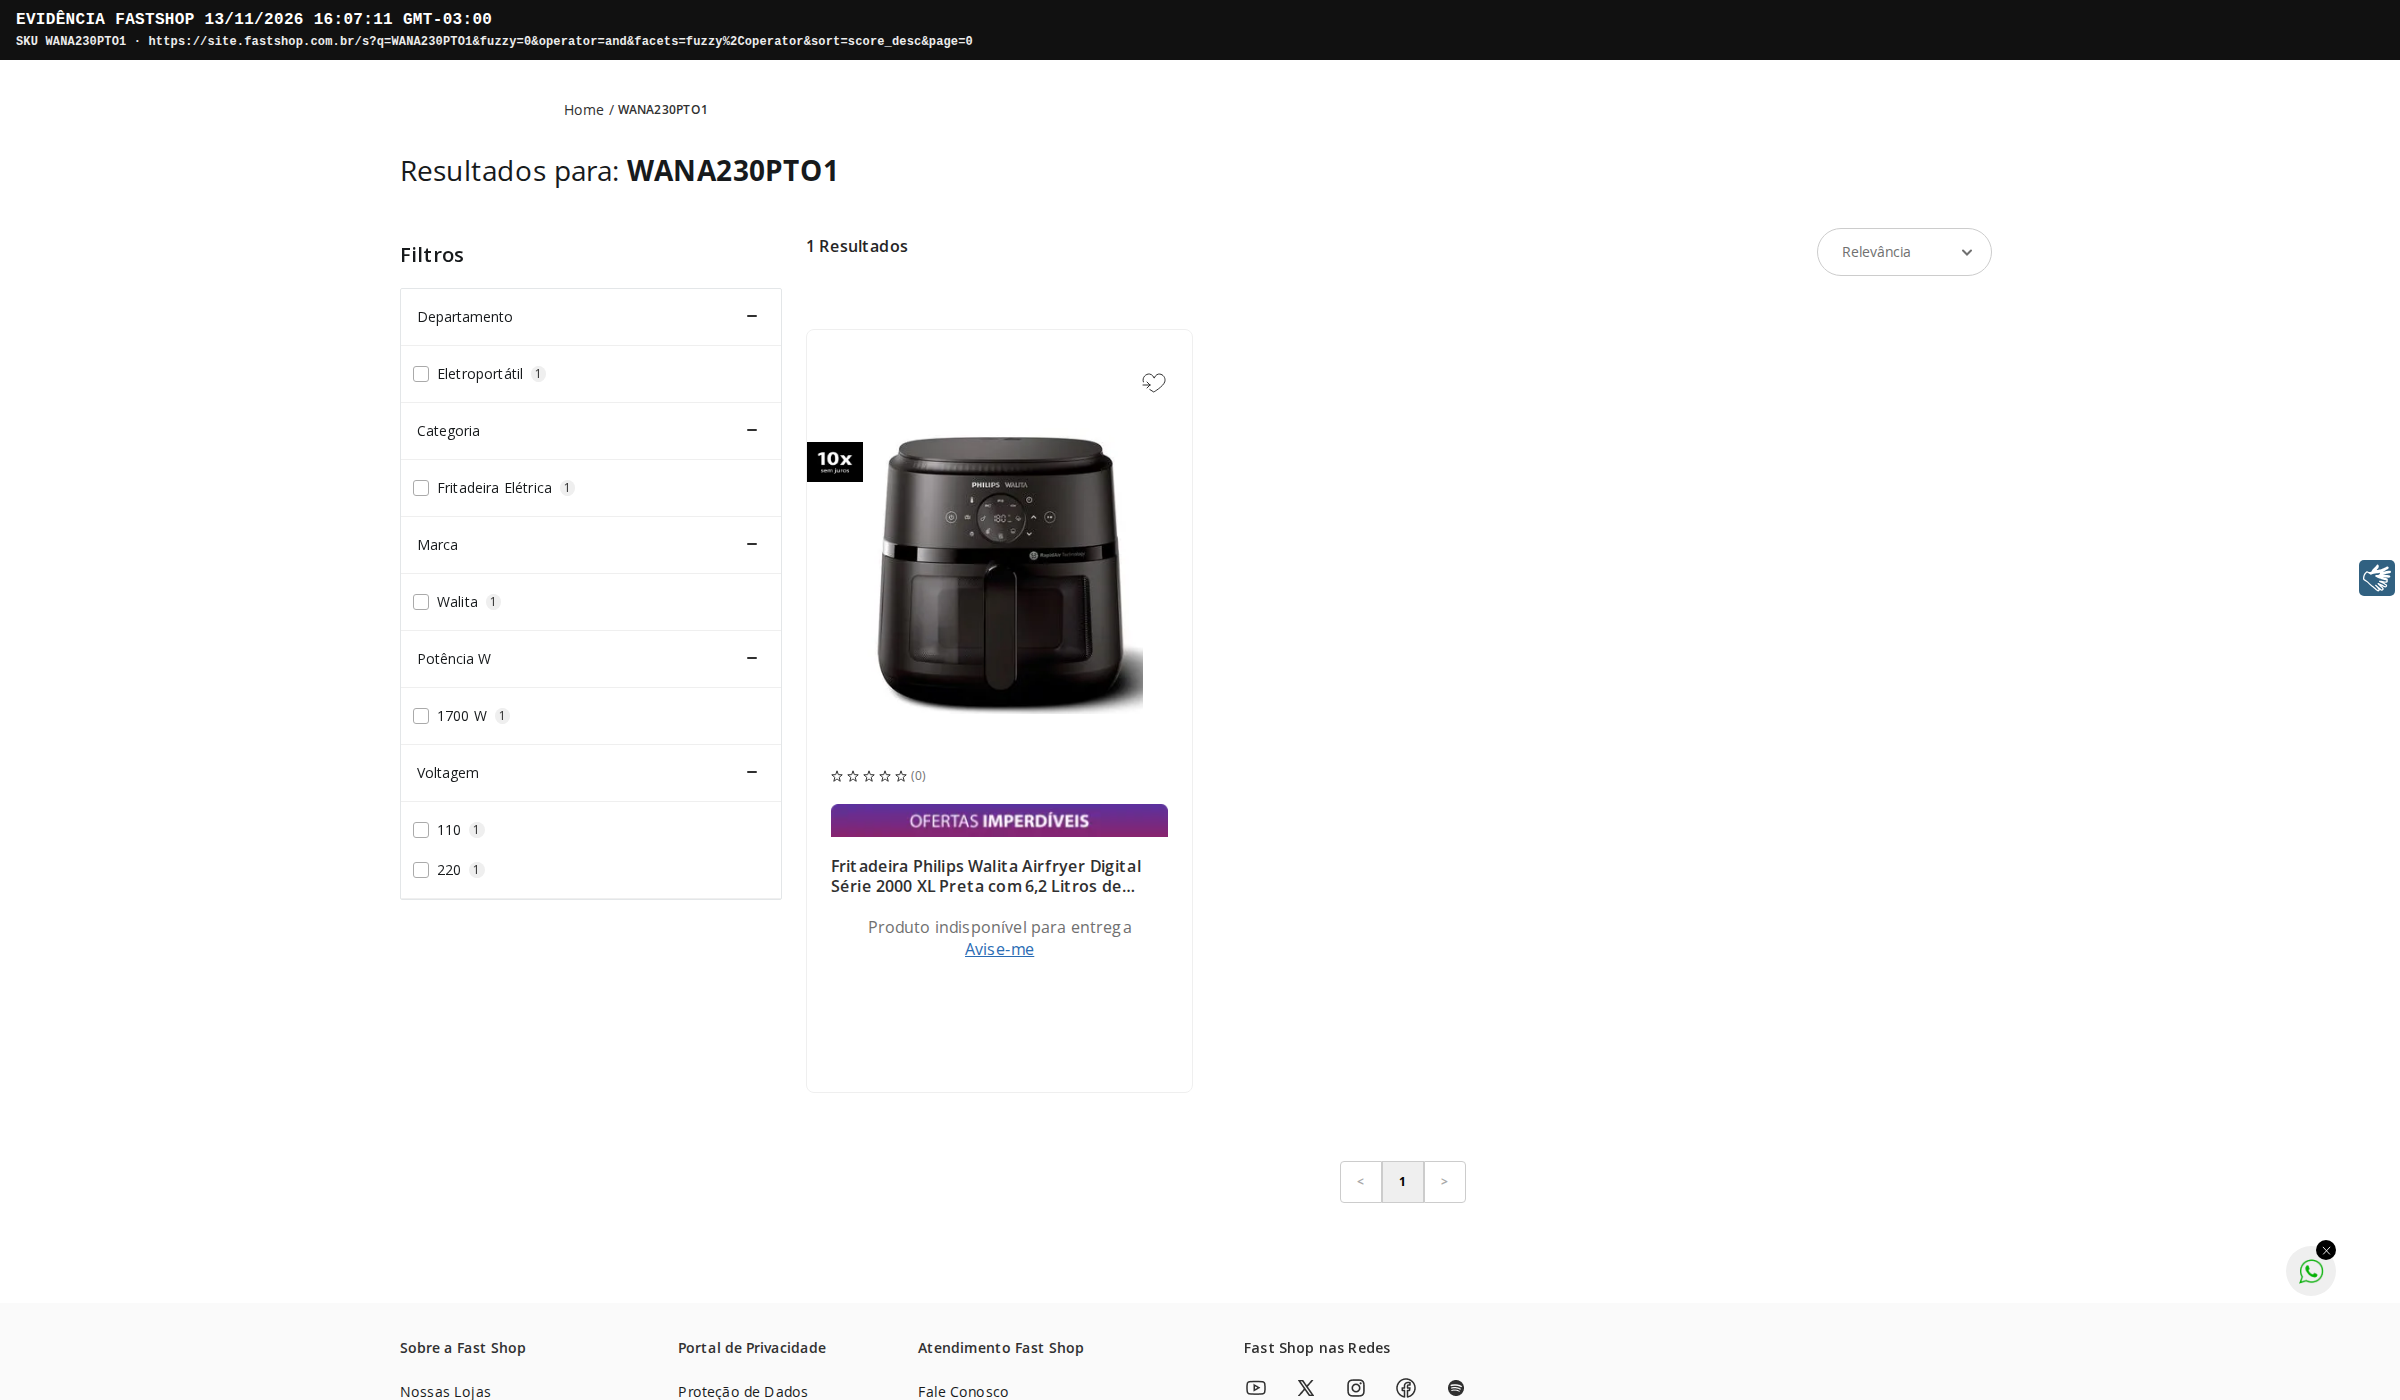 EVIDÊNCIA FASTSHOP 13/11/2026 16:07:11 GMT-03:00
SKU WANA230PTO1 · https://site.fastshop.com.br/s?q=WANA230PTO1&fuzzy=0&operator=and&facets=fuzzy%2Coperator&sort=score_desc&page=0
Home / WANA230PTO1
Resultados para: WANA230PTO1
Filtros
Departamento
Eletroportátil 1
Categoria
Fritadeira Elétrica 1
Marca
Walita 1
Potência W
1700 W 1
Voltagem
110 1
220 1
1 Resultados
Relevância
10x
sem juros
PHILIPS WALITA
180
RapidAir Technology
(0)
OFERTAS IMPERDÍVEIS
Fritadeira Philips Walita Airfryer Digital
Série 2000 XL Preta com 6,2 Litros de...
Produto indisponível para entrega
Avise-me
< 1 >
Sobre a Fast Shop
Nossas Lojas
Portal de Privacidade
Proteção de Dados
Atendimento Fast Shop
Fale Conosco
Fast Shop nas Redes